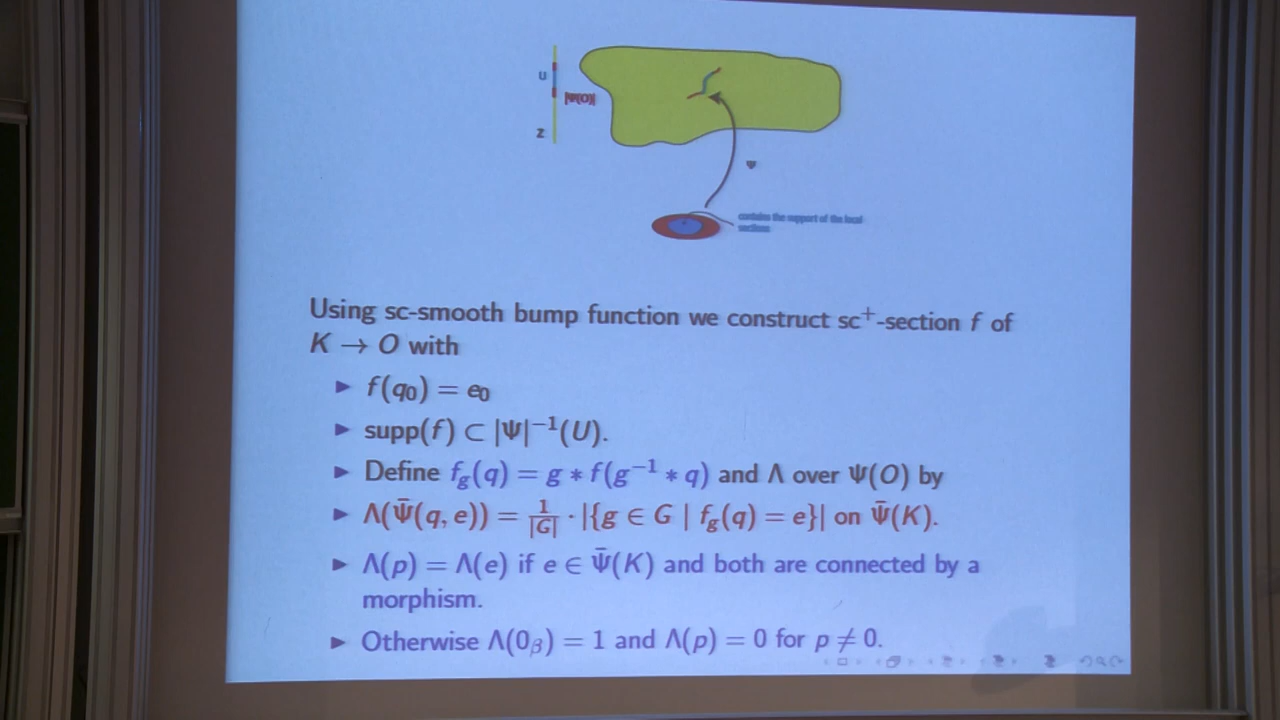 U
|Ψ(O)|
Z
Ψ
contains the support of the local
sections
Using sc-smooth bump function we construct sc⁺-section f of
K → O with
► f(q₀) = e₀
► supp(f) ⊂ |Ψ|⁻¹(U).
► Define f_g(q) = g ∗ f(g⁻¹ ∗ q) and Λ over Ψ(O) by
► Λ(Ψ̄(q, e)) = 1/|G| · |{g ∈ G | f_g(q) = e}| on Ψ̄(K).
► Λ(p) = Λ(e) if e ∈ Ψ̄(K) and both are connected by a
morphism.
► Otherwise Λ(0_β) = 1 and Λ(p) = 0 for p ≠ 0.